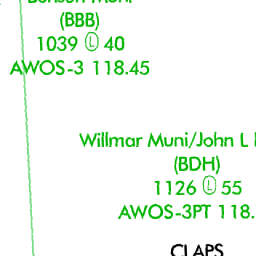 (BBB)
1039 Ⓛ 40
AWOS-3 118.45
Willmar Muni/John L
(BDH)
1126 Ⓛ 55
AWOS-3PT 118.
CLAPS